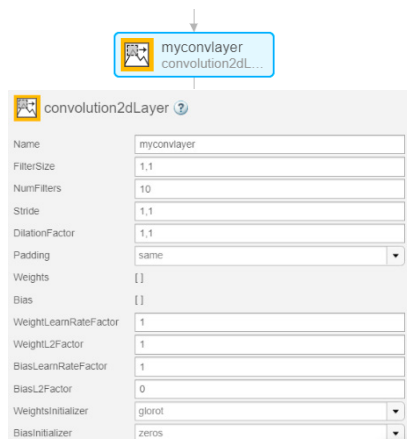 myconvlayer
convolution2dL...
convolution2dLayer ?
Name myconvlayer
FilterSize 1,1
NumFilters 10
Stride 1,1
DilationFactor 1,1
Padding same
Weights []
Bias []
WeightLearnRateFactor 1
WeightL2Factor 1
BiasLearnRateFactor 1
BiasL2Factor 0
WeightsInitializer glorot
BiasInitializer zeros